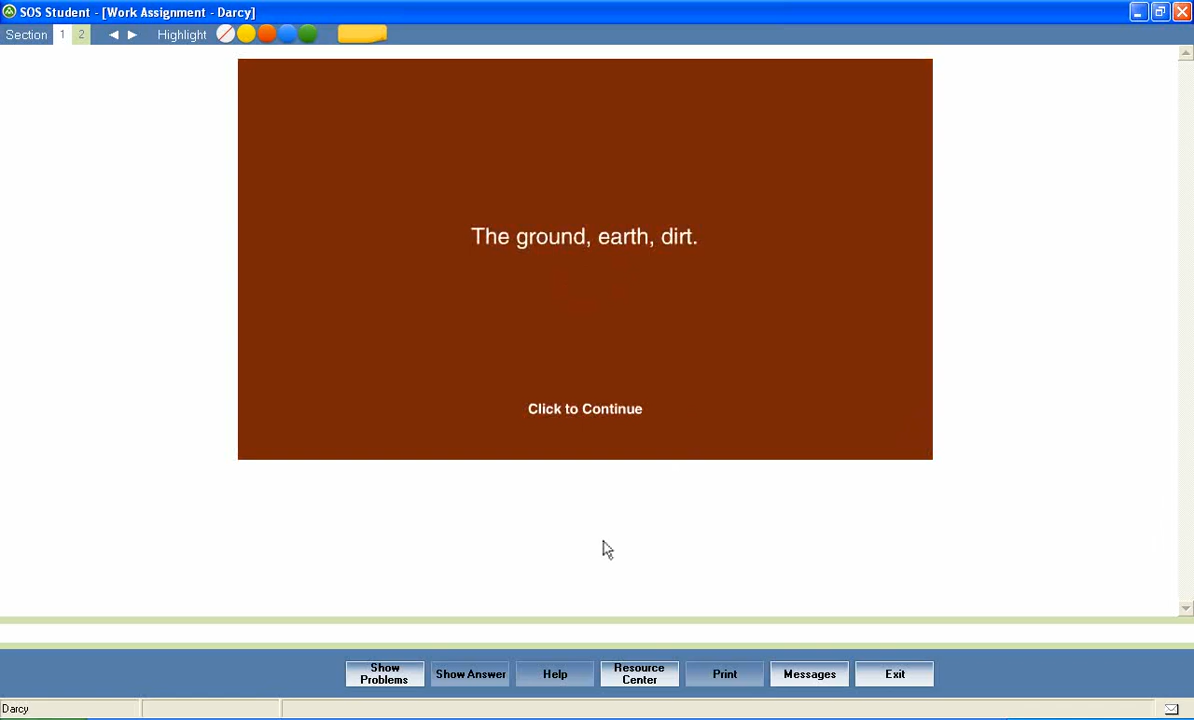 SOS Student - [Work Assignment - Darcy]
Section 1 2 Highlight
The ground, earth, dirt.
Click to Continue
Show Problems
Show Answer
Help
Resource Center
Print
Messages
Exit
Darcy